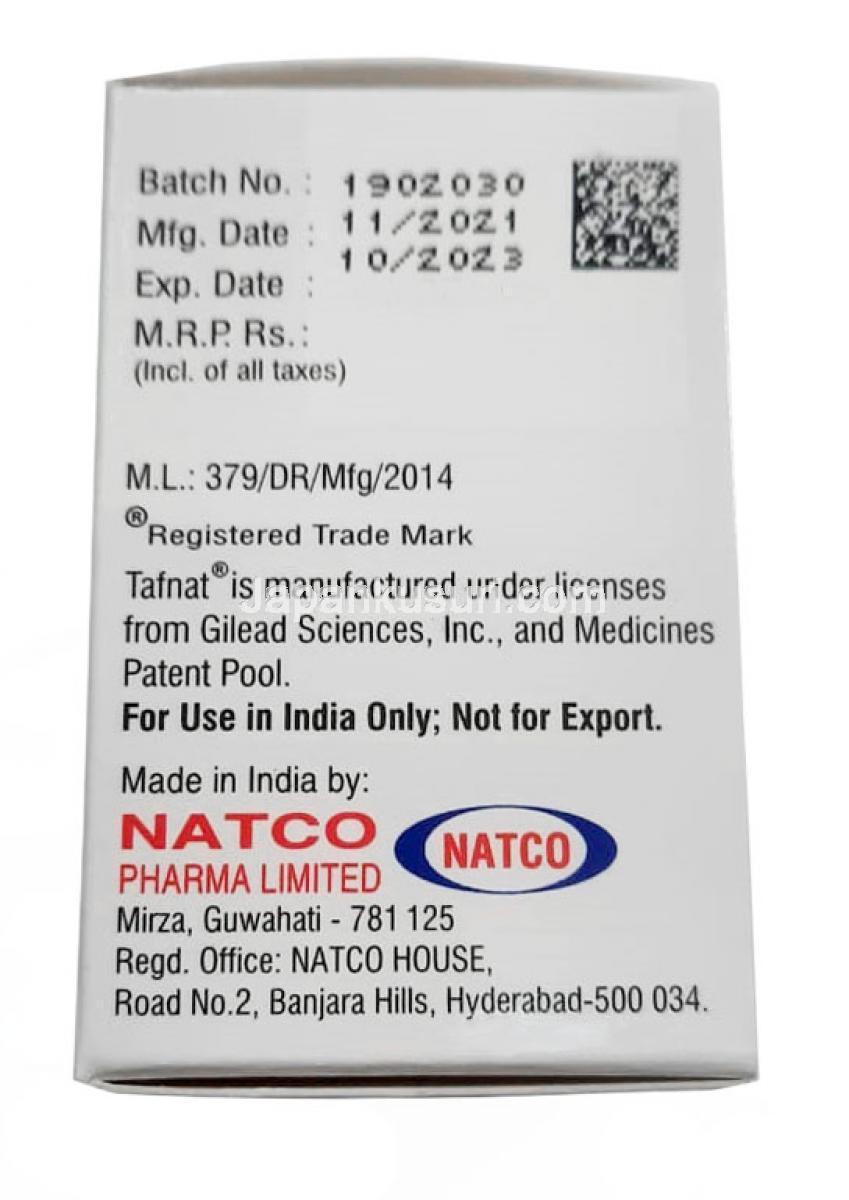 Batch No. : 1902030
Mfg. Date : 11/2021
Exp. Date : 10/2023
M.R.P. Rs.:
(Incl. of all taxes)
M.L.: 379/DR/Mfg/2014
®Registered Trade Mark
Tafnat® is manufactured under licenses
Japankusuri.com
from Gilead Sciences, Inc., and Medicines
Patent Pool.
For Use in India Only; Not for Export.
Made in India by:
NATCO
PHARMA LIMITED
NATCO
Mirza, Guwahati - 781 125
Regd. Office: NATCO HOUSE,
Road No.2, Banjara Hills, Hyderabad-500 034.